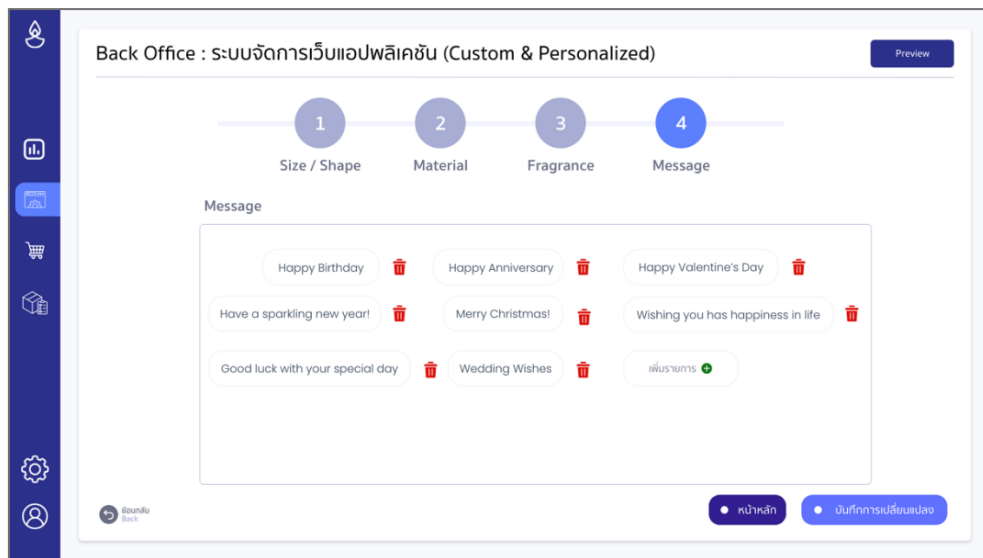 Back Office : ระบบจัดการเว็บแอปพลิเคชัน (Custom & Personalized)
Preview
1 2 3 4
Size / Shape Material Fragrance Message
Message
Happy Birthday Happy Anniversary Happy Valentine's Day
Have a sparkling new year! Merry Christmas! Wishing you has happiness in life
Good luck with your special day Wedding Wishes เพิ่มรายการ
ย้อนกลับ
Back
หน้าหลัก บันทึกการเปลี่ยนแปลง